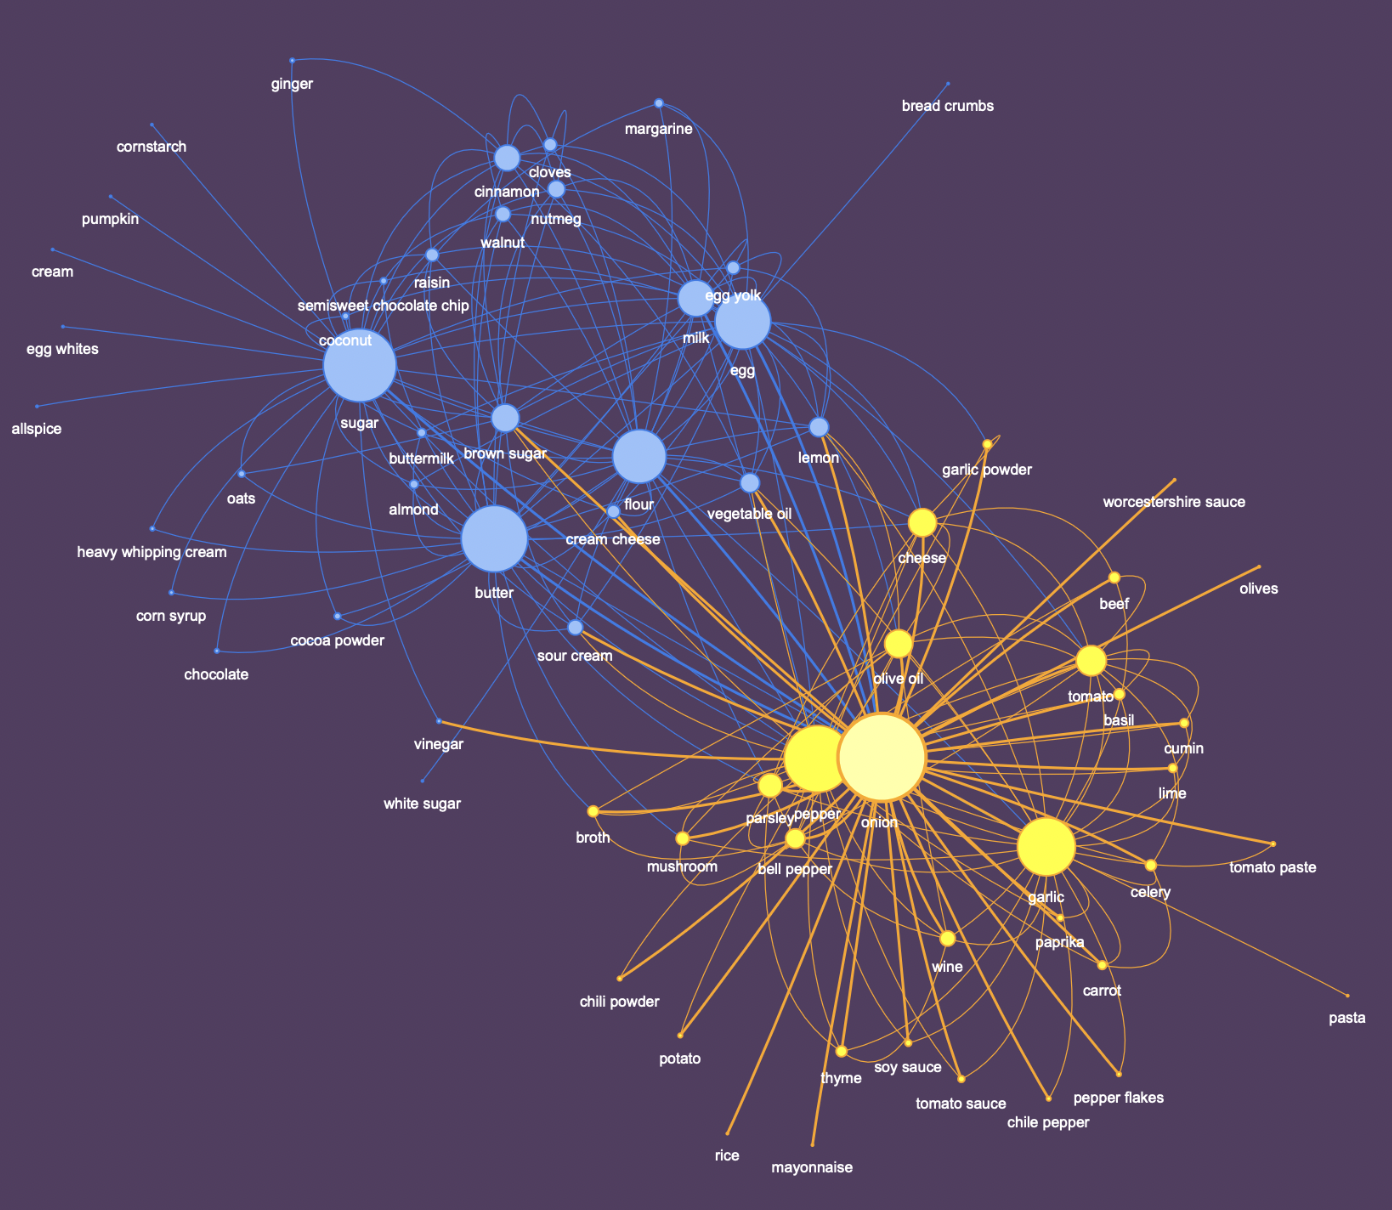 ginger
bread crumbs
margarine
cornstarch
cloves
cinnamon
pumpkin
nutmeg
walnut
cream
raisin
egg yolk
semisweet chocolate chip
milk
coconut
egg whites
egg
sugar
allspice
brown sugar
buttermilk
lemon
garlic powder
oats
almond
flour
vegetable oil
worcestershire sauce
cream cheese
heavy whipping cream
cheese
olives
butter
beef
corn syrup
cocoa powder
sour cream
chocolate
olive oil
tomato
basil
vinegar
cumin
white sugar
lime
parsley
pepper
onion
broth
mushroom
bell pepper
tomato paste
celery
garlic
paprika
wine
carrot
chili powder
pasta
potato
soy sauce
thyme
tomato sauce
pepper flakes
chile pepper
rice
mayonnaise